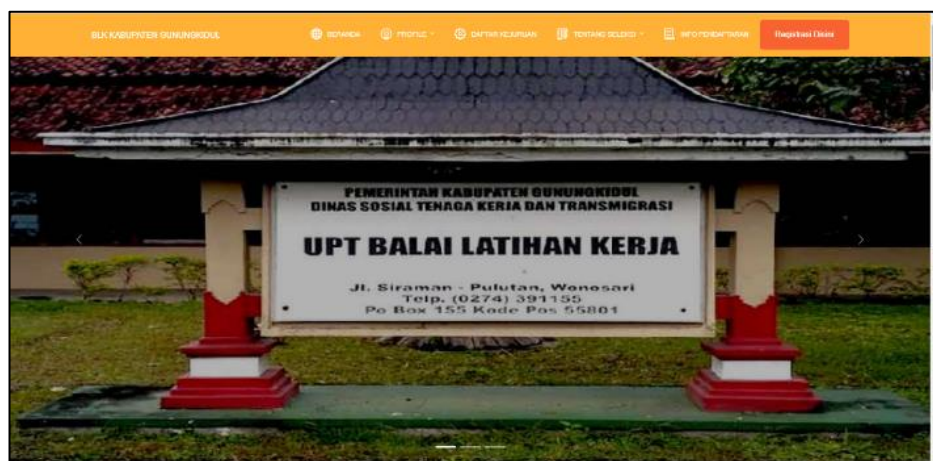 BLK KABUPATEN GUNUNGKIDUL
BERANDA
PROFILE
DAFTAR KEJURUAN
TENTANG SELEKSI
INFO PENDAFTARAN
Registrasi Disini
PEMERINTAH KABUPATEN GUNUNGKIDUL
DINAS SOSIAL TENAGA KERJA DAN TRANSMIGRASI
UPT BALAI LATIHAN KERJA
Jl. Siraman - Pulutan, Wonosari
Telp. (0274) 391155
Po Box 155 Kode Pos 55801